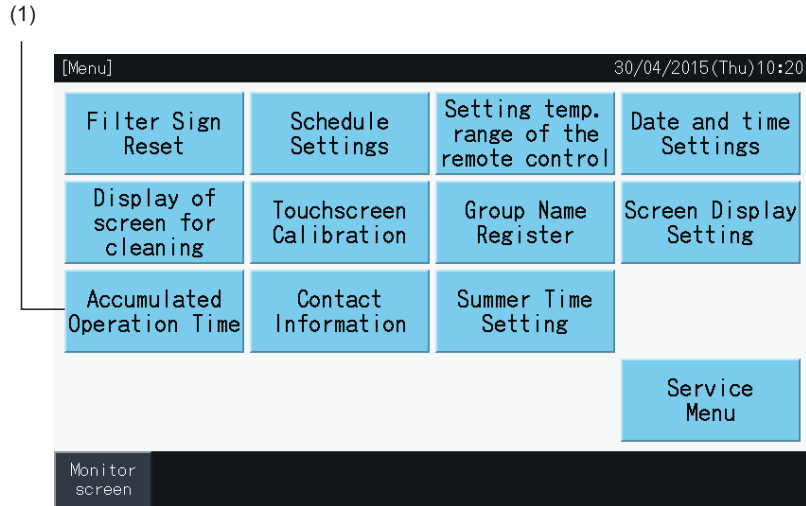 (1)
[Menu] 30/04/2015(Thu)10:20
Filter Sign
Reset
Schedule
Settings
Setting temp.
range of the
remote control
Date and time
Settings
Display of
screen for
cleaning
Touchscreen
Calibration
Group Name
Register
Screen Display
Setting
Accumulated
Operation Time
Contact
Information
Summer Time
Setting
Service
Menu
Monitor
screen